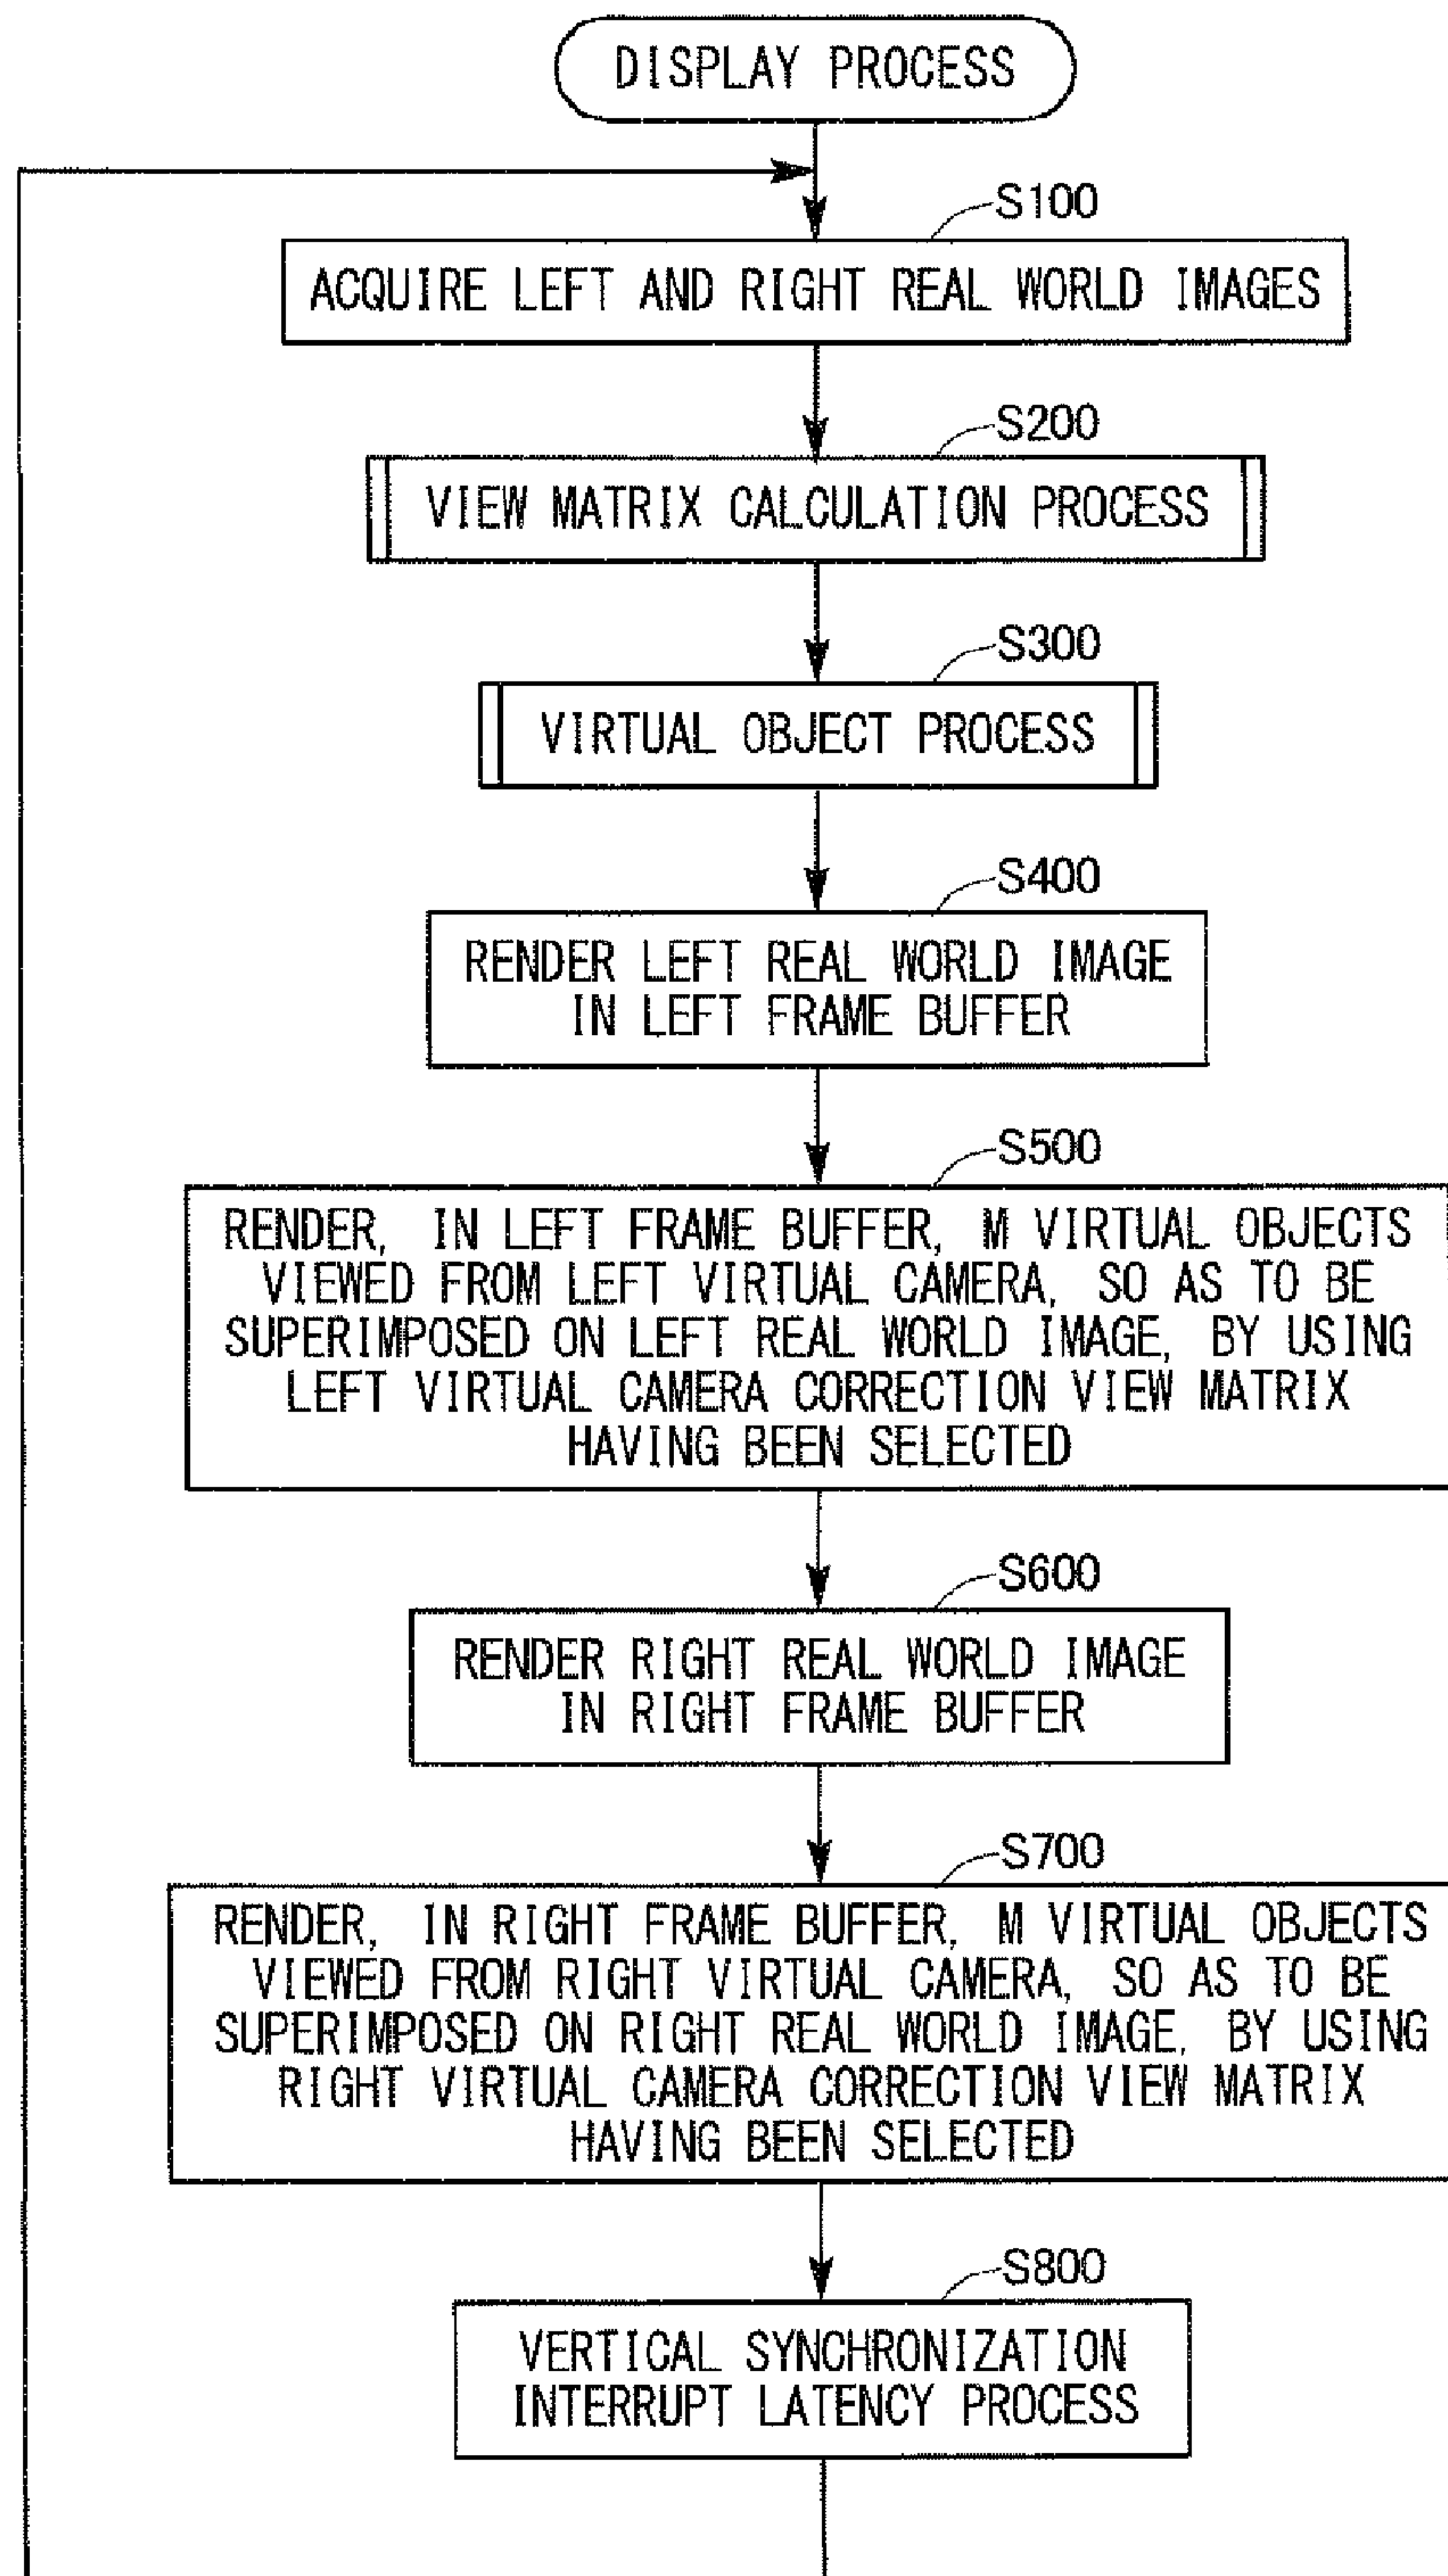 DISPLAY PROCESS
S100
ACQUIRE LEFT AND RIGHT REAL WORLD IMAGES
S200
VIEW MATRIX CALCULATION PROCESS
S300
VIRTUAL OBJECT PROCESS
S400
RENDER LEFT REAL WORLD IMAGE
IN LEFT FRAME BUFFER
S500
RENDER, IN LEFT FRAME BUFFER, M VIRTUAL OBJECTS
VIEWED FROM LEFT VIRTUAL CAMERA, SO AS TO BE
SUPERIMPOSED ON LEFT REAL WORLD IMAGE, BY USING
LEFT VIRTUAL CAMERA CORRECTION VIEW MATRIX
HAVING BEEN SELECTED
S600
RENDER RIGHT REAL WORLD IMAGE
IN RIGHT FRAME BUFFER
S700
RENDER, IN RIGHT FRAME BUFFER, M VIRTUAL OBJECTS
VIEWED FROM RIGHT VIRTUAL CAMERA, SO AS TO BE
SUPERIMPOSED ON RIGHT REAL WORLD IMAGE, BY USING
RIGHT VIRTUAL CAMERA CORRECTION VIEW MATRIX
HAVING BEEN SELECTED
S800
VERTICAL SYNCHRONIZATION
INTERRUPT LATENCY PROCESS